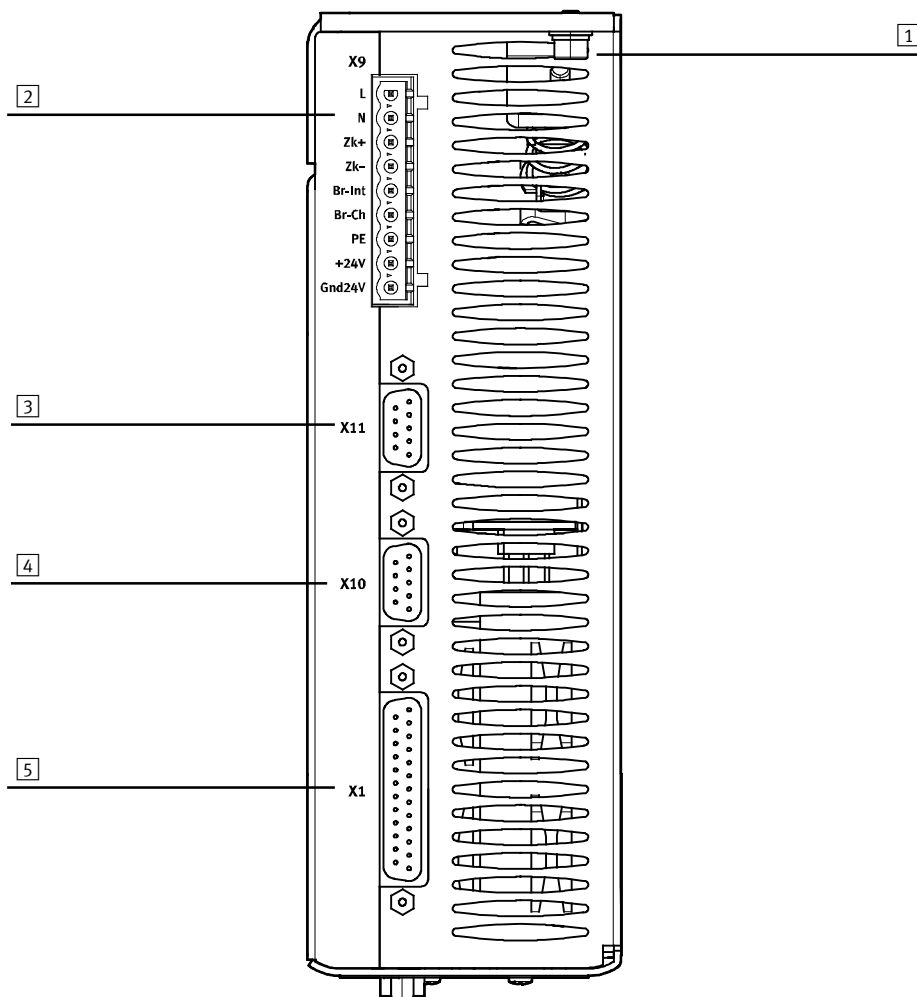 1
X9
2
L
N
Zk+
Zk–
Br-Int
Br-Ch
PE
+24V
Gnd24V
3
X11
4
X10
5
X1